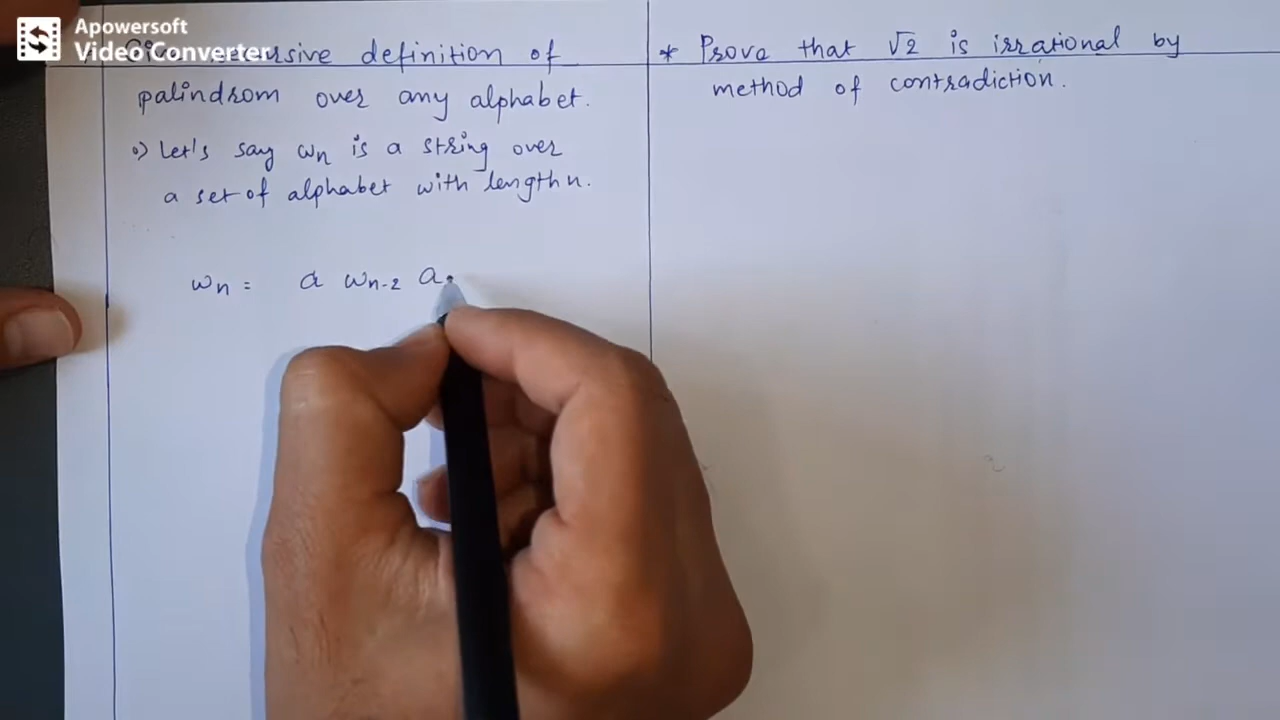 Apowersoft
Video Converter
recursive definition of
palindrom over any alphabet.
Let's say wn is a string over
a set of alphabet with length n.
wn = a wn-2 a.
* Prove that √2 is irrational by
method of contradiction.